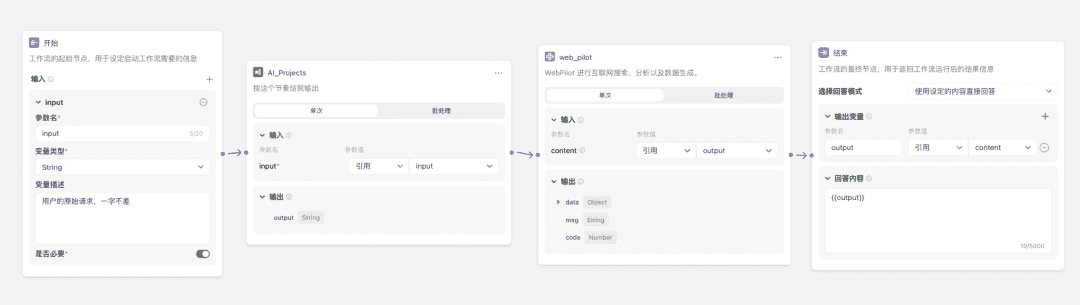 开始
工作流的起始节点，用于设定启动工作流需要的信息
输入
input
参数名*
input
5/20
变量类型*
String
变量描述
用户的原始请求，一字不差
是否必要*
AI_Projects
按这个节点给我输出
单次
批处理
输入
参数名
参数值
input*
引用
input
输出
output
String
web_pilot
WebPilot 进行互联网搜索、分析以及数据生成。
单次
批处理
输入
参数名
参数值
content
引用
output
输出
data
Object
msg
String
code
Number
结束
工作流的最终节点，用于返回工作流运行后的结果信息
选择回答模式
使用设定的内容直接回答
输出变量
参数名
参数值
output
引用
content
回答内容
{{output}}
10/5000